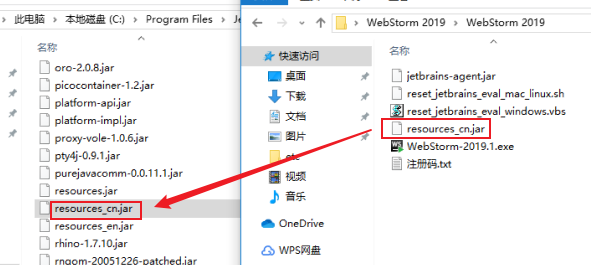 此电脑 > 本地磁盘 (C:) > Program Files > Je
名称
oro-2.0.8.jar
picocontainer-1.2.jar
platform-api.jar
platform-impl.jar
proxy-vole-1.0.6.jar
pty4j-0.9.1.jar
purejavacomm-0.0.11.1.jar
resources.jar
resources_cn.jar
resources_en.jar
rhino-1.7.10.jar
rngom-20051226-patched.jar
WebStorm 2019 > WebStorm 2019
快速访问
桌面
下载
文档
图片
etc
视频
音乐
OneDrive
WPS网盘
名称
jetbrains-agent.jar
reset_jetbrains_eval_mac_linux.sh
reset_jetbrains_eval_windows.vbs
resources_cn.jar
WebStorm-2019.1.exe
注册码.txt